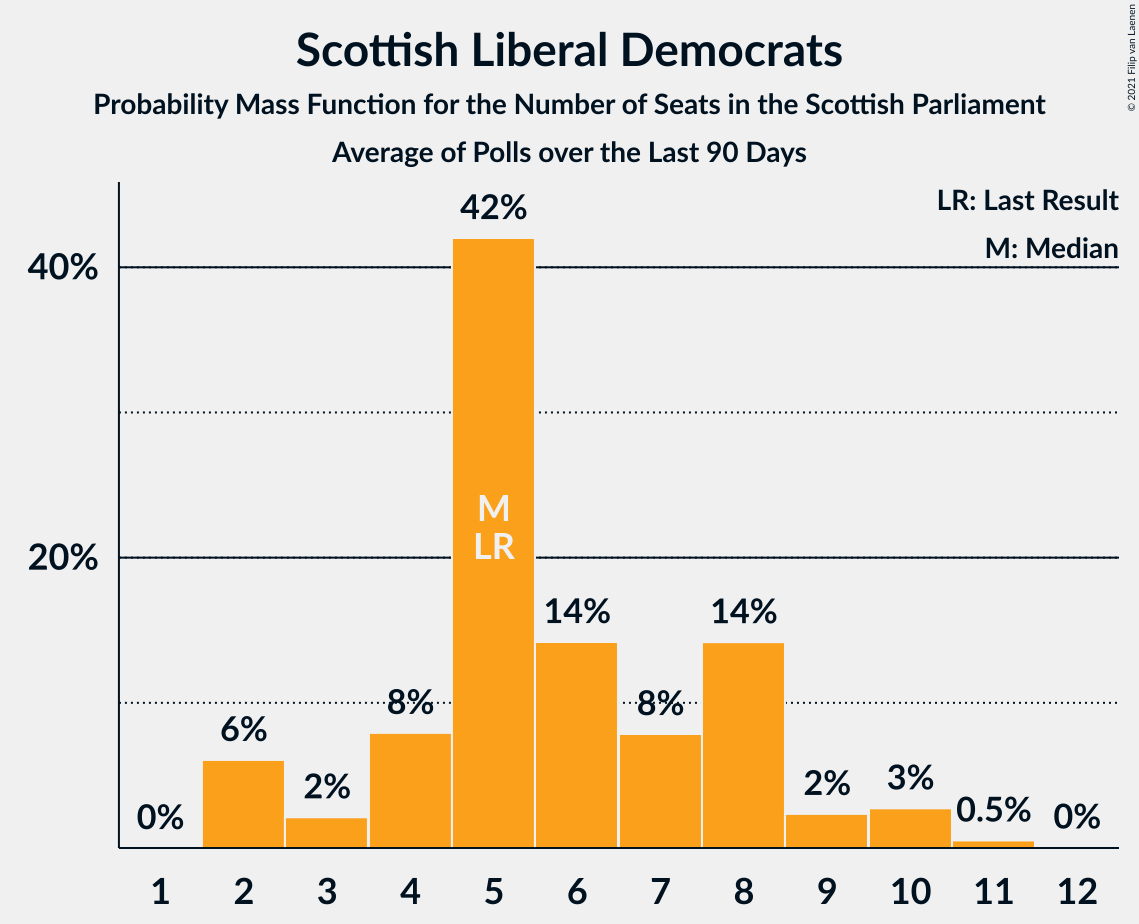 Scottish Liberal Democrats
Probability Mass Function for the Number of Seats in the Scottish Parliament
Average of Polls over the Last 90 Days
© 2021 Filip van Laenen
LR: Last Result
M: Median
40%
20%
0%
6%
2%
8%
42%
M
LR
14%
8%
14%
2%
3%
0.5%
0%
1 2 3 4 5 6 7 8 9 10 11 12